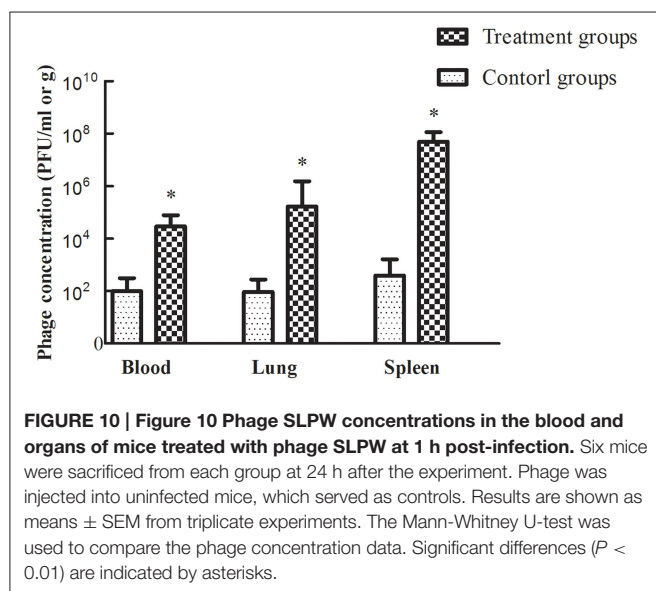 Treatment groups
Contorl groups
Phage concentration (PFU/ml or g)
10^10
10^8
10^6
10^4
10^2
0
* * *
Blood Lung Spleen
FIGURE 10 | Figure 10 Phage SLPW concentrations in the blood and
organs of mice treated with phage SLPW at 1 h post-infection. Six mice
were sacrificed from each group at 24 h after the experiment. Phage was
injected into uninfected mice, which served as controls. Results are shown as
means ± SEM from triplicate experiments. The Mann-Whitney U-test was
used to compare the phage concentration data. Significant differences (P <
0.01) are indicated by asterisks.